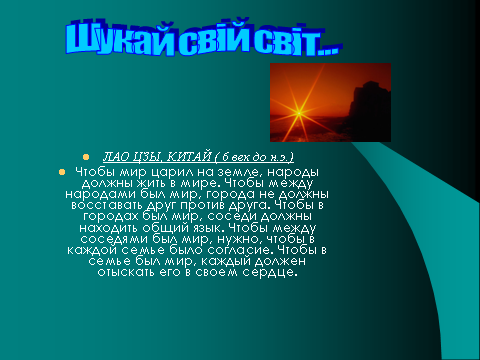 Шукай свій світ...
ЛАО ЦЗЫ, КИТАЙ ( 6 век до н.э.)
Чтобы мир царил на земле, народы
должны жить в мире. Чтобы между
народами был мир, города не должны
восставать друг против друга. Чтобы в
городах был мир, соседи должны
находить общий язык. Чтобы между
соседями был мир, нужно, чтобы в
каждой семье было согласие. Чтобы в
семье был мир, каждый должен
отыскать его в своем сердце.